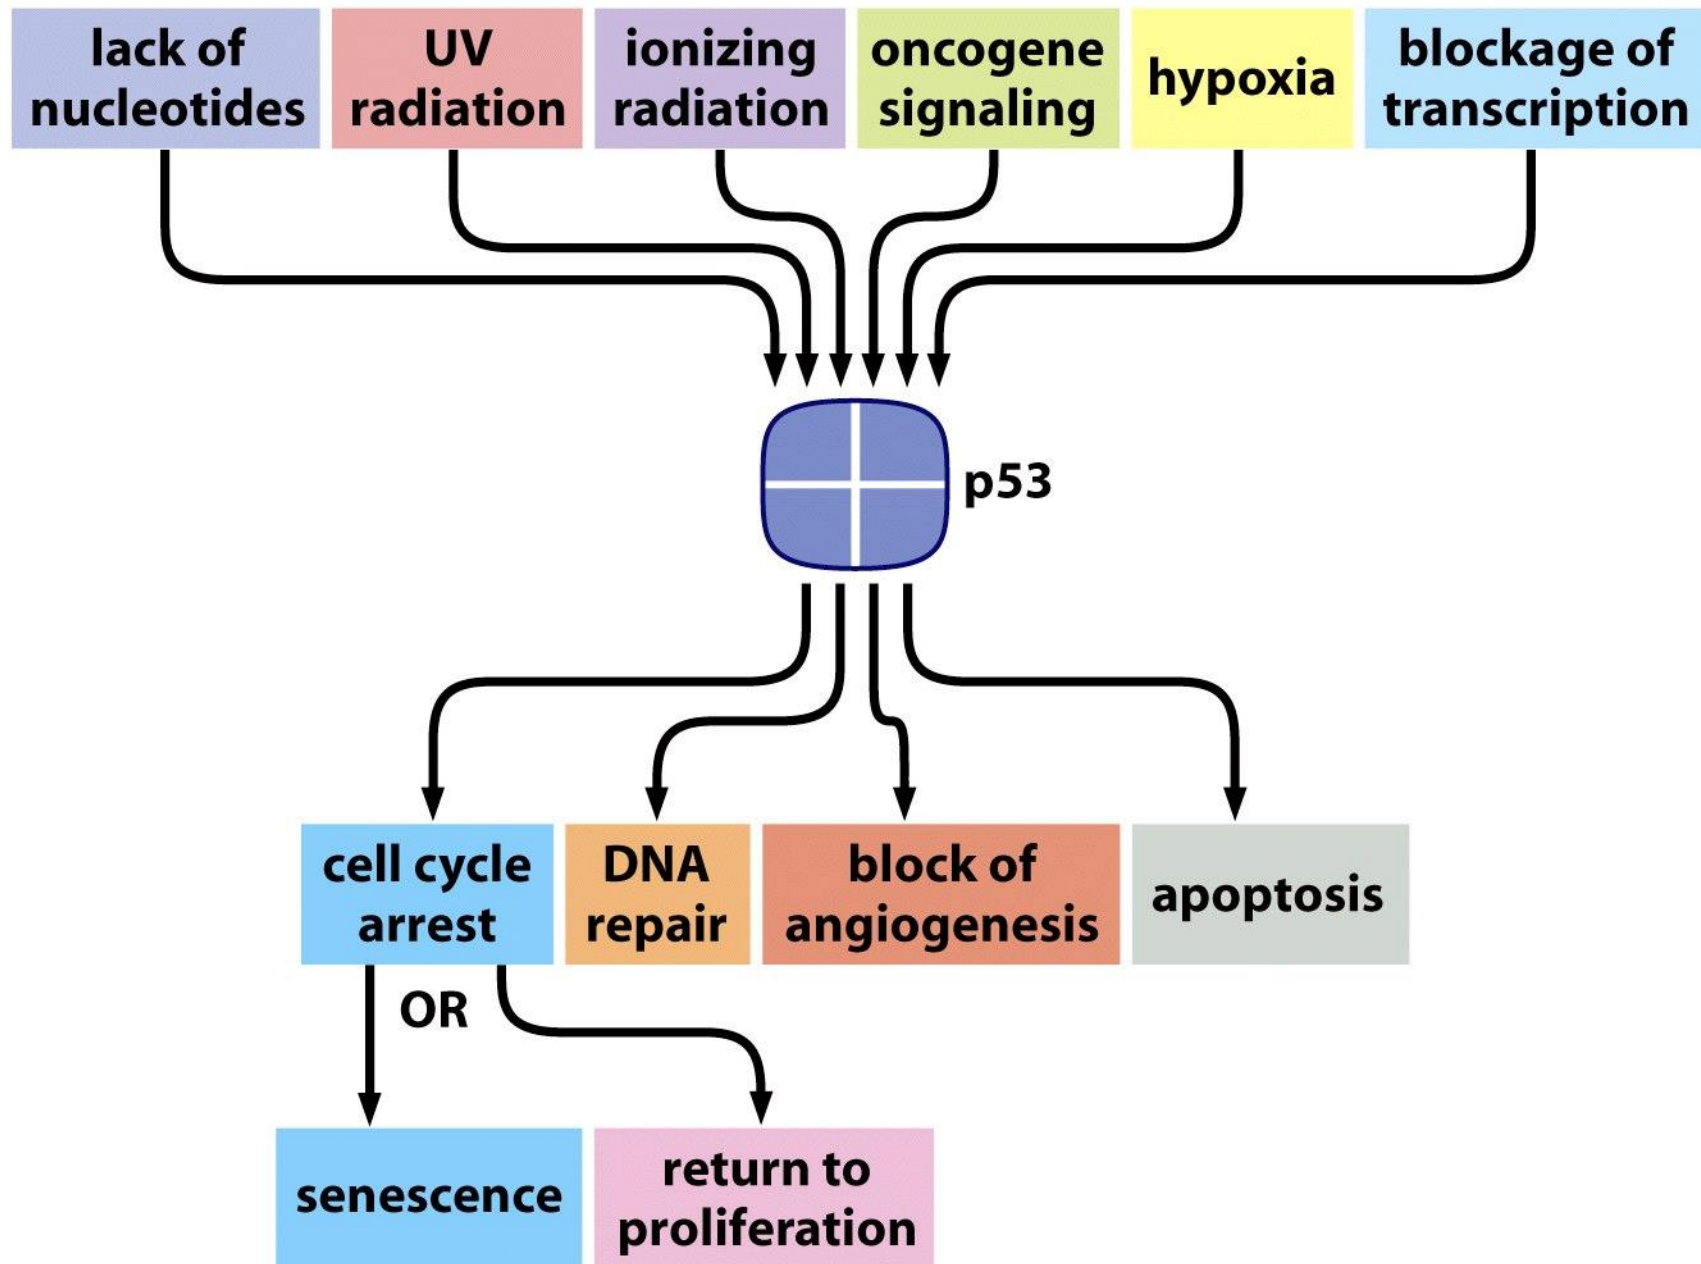 lack of
nucleotides
UV
radiation
ionizing
radiation
oncogene
signaling
hypoxia
blockage of
transcription
p53
cell cycle
arrest
DNA
repair
block of
angiogenesis
apoptosis
OR
senescence
return to
proliferation